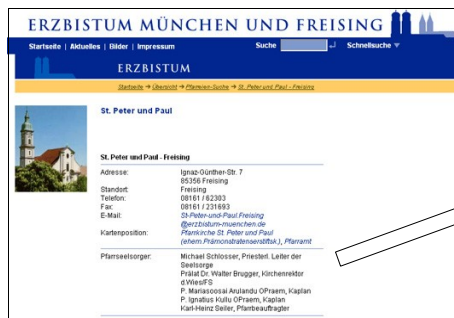 ERZBISTUM MÜNCHEN UND FREISING
Startseite | Aktuelles | Bilder | Impressum Suche Schnellsuche
ERZBISTUM
Startseite → Übersicht → Pfarreien-Suche → St. Peter und Paul - Freising
St. Peter und Paul
St. Peter und Paul - Freising
Adresse: Ignaz-Günther-Str. 7
85356 Freising
Standort: Freising
Telefon: 08161 / 62303
Fax: 08161 / 231693
E-Mail: St-Peter-und-Paul.Freising
@erzbistum-muenchen.de
Kartenposition: Pfarrkirche St. Peter und Paul
(ehem.Prämonstratenserstiftsk.), Pfarramt
Pfarrseelsorger: Michael Schlosser, Priesterl. Leiter der
Seelsorge
Prälat Dr. Walter Brugger, Kirchenrektor
d.Wies/FS
P. Mariasoosai Arulandu OPraem, Kaplan
P. Ignatius Kullu OPraem, Kaplan
Karl-Heinz Seiler, Pfarrbeauftragter